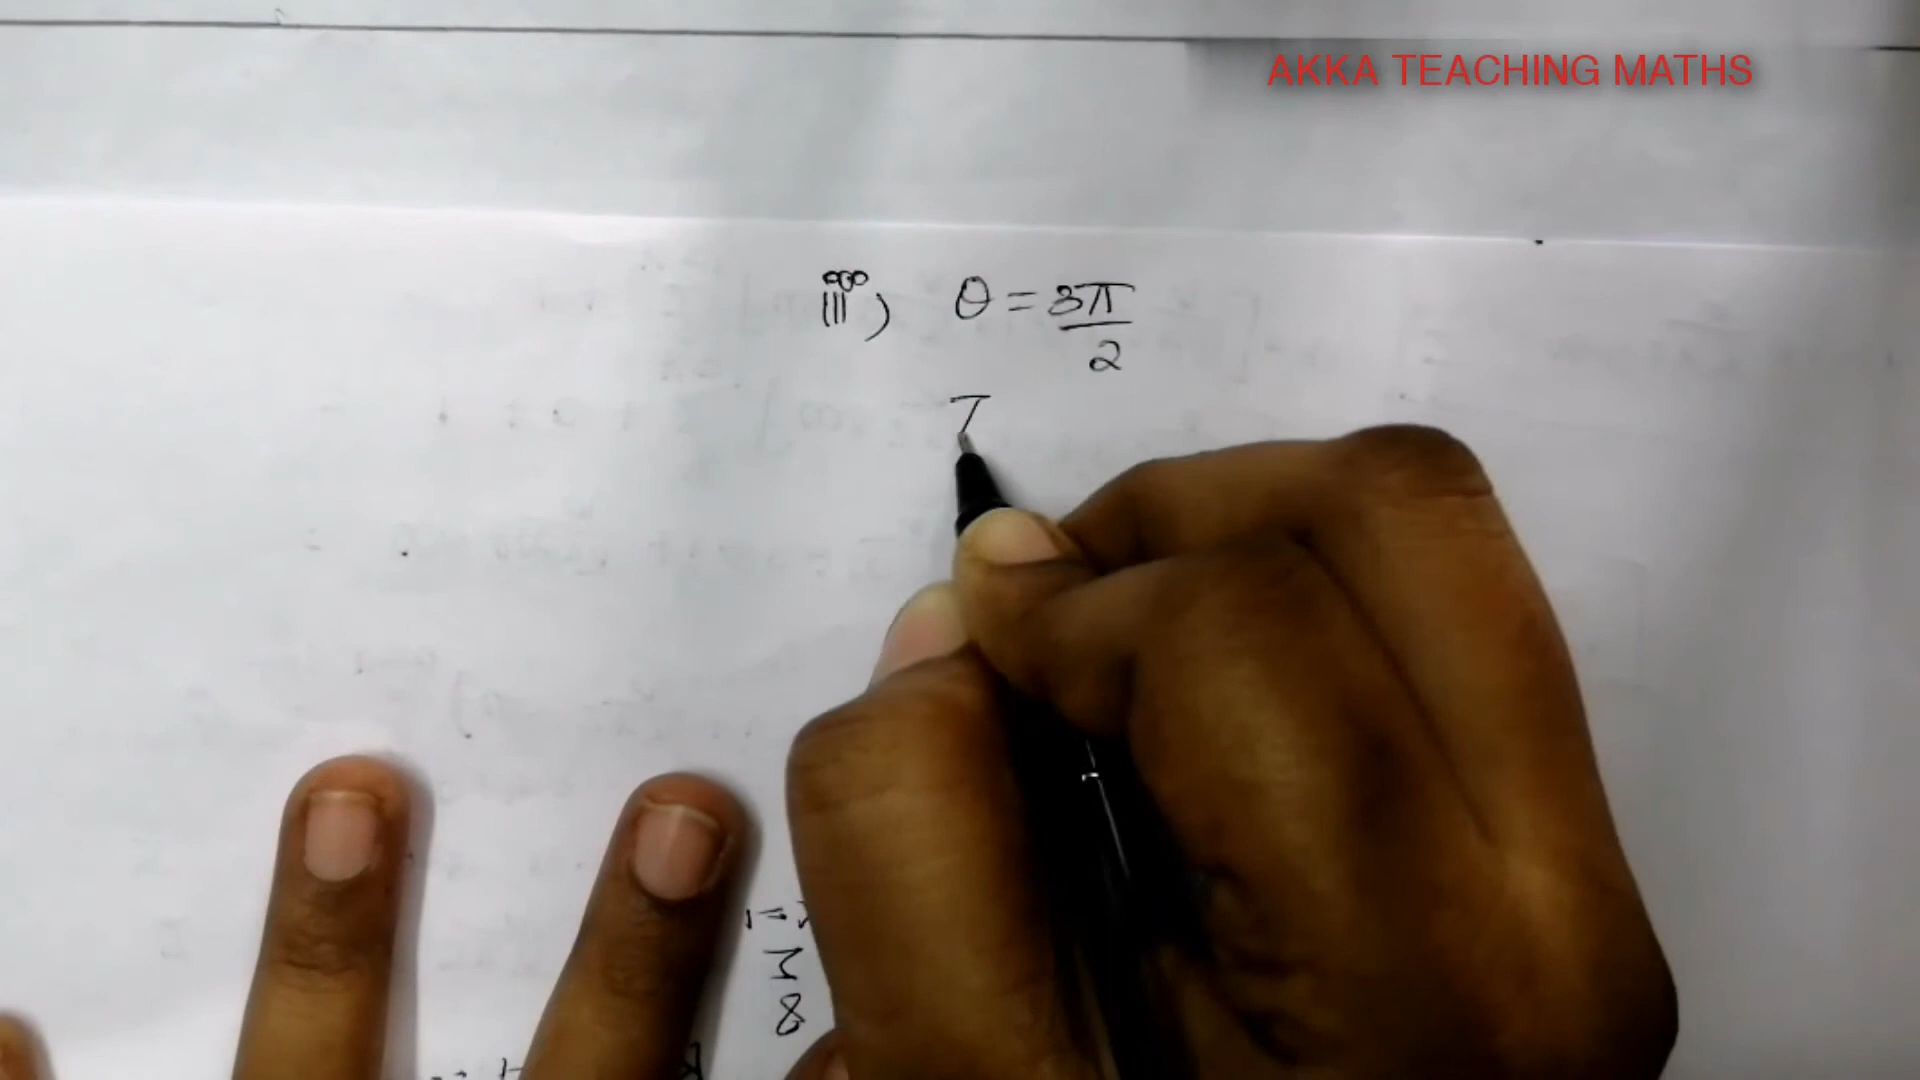 AKKA TEACHING MATHS
iii) θ = 3π/2
T